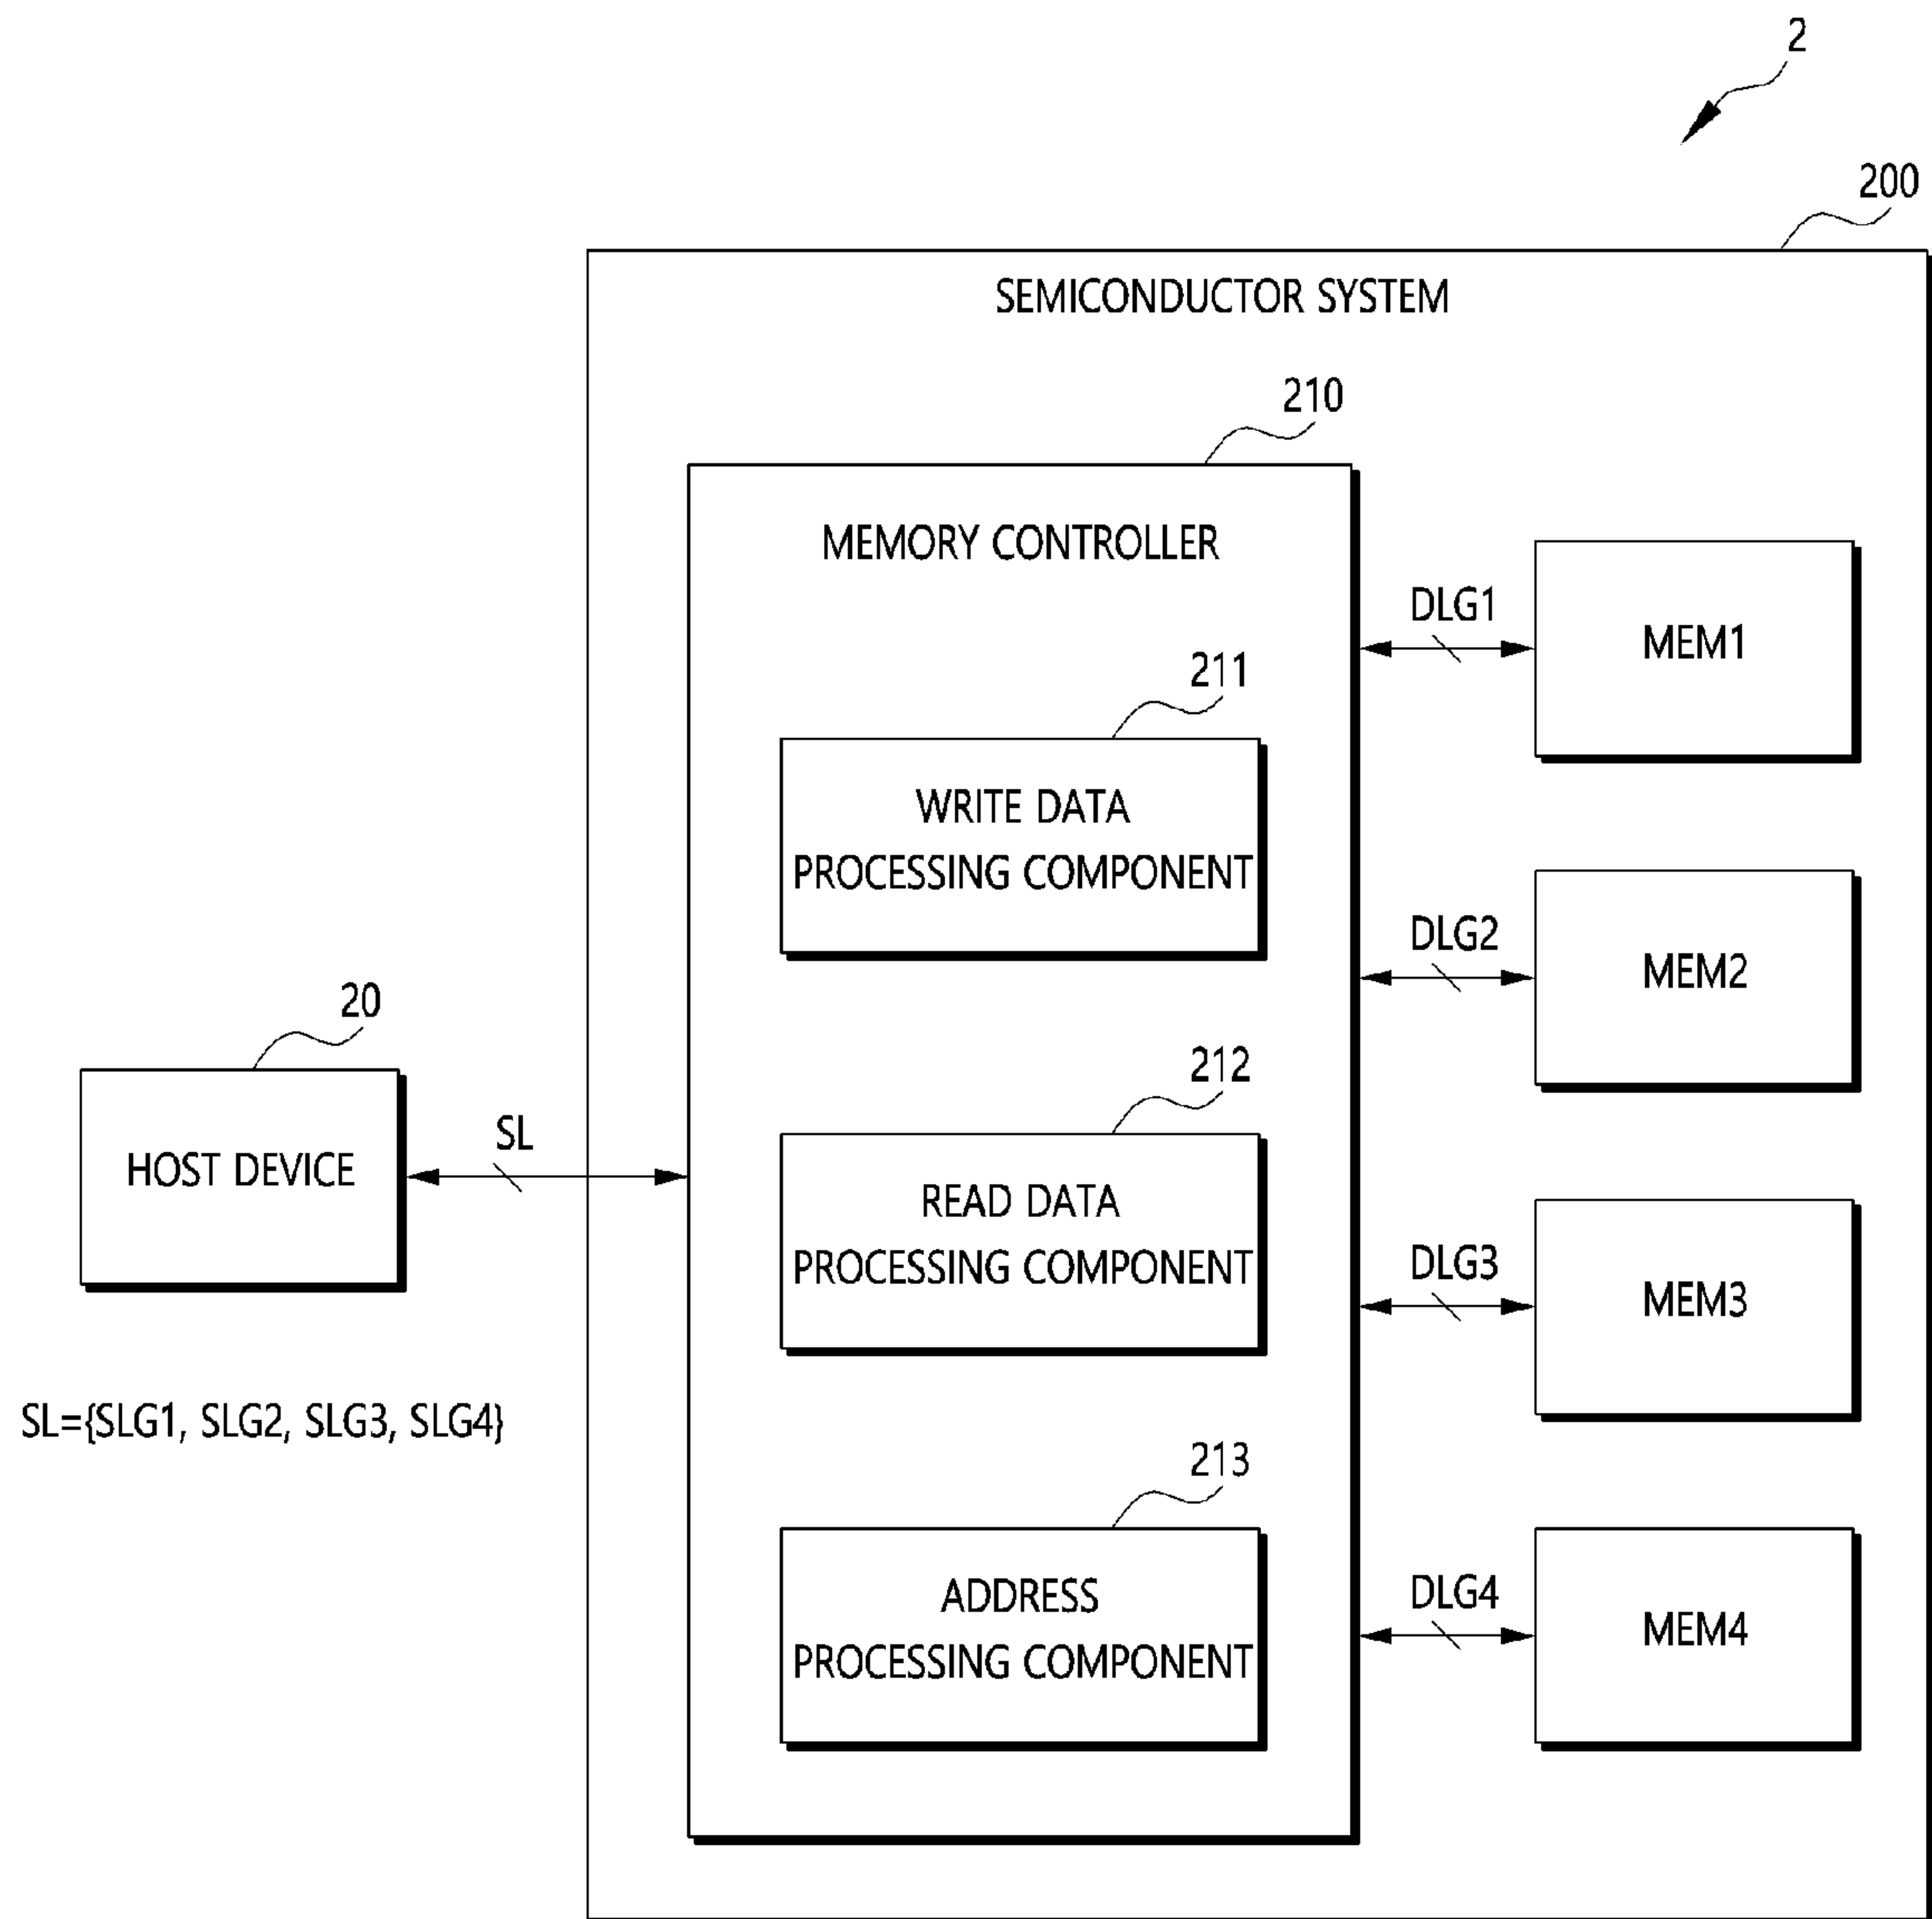 2
200
SEMICONDUCTOR SYSTEM
210
MEMORY CONTROLLER
DLG1
MEM1
211
WRITE DATA
PROCESSING COMPONENT
DLG2
MEM2
20
HOST DEVICE
SL
212
READ DATA
PROCESSING COMPONENT
DLG3
MEM3
SL={SLG1, SLG2, SLG3, SLG4}
213
ADDRESS
PROCESSING COMPONENT
DLG4
MEM4